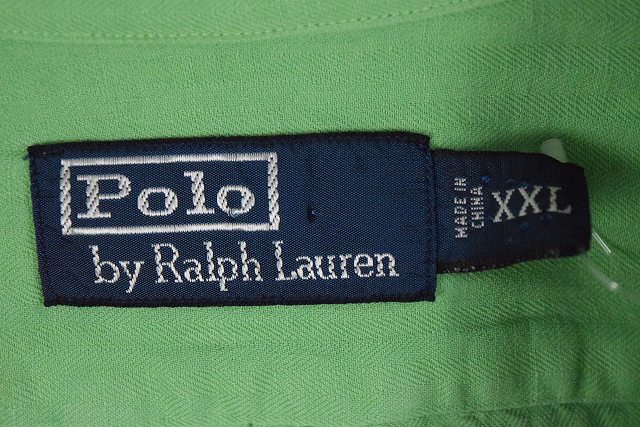 Polo
by Ralph Lauren
MADE IN
CHINA
XXL